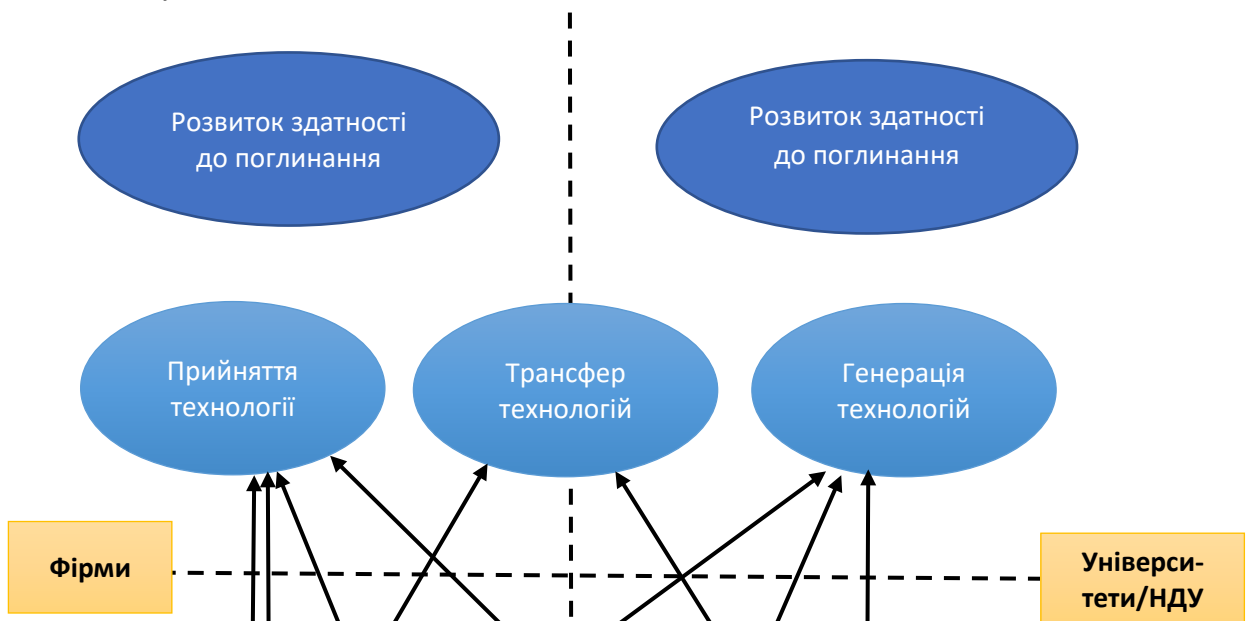 Розвиток здатності
до поглинання
Розвиток здатності
до поглинання
Прийняття
технології
Трансфер
технологій
Генерація
технологій
Фірми
Універси-
тети/НДУ